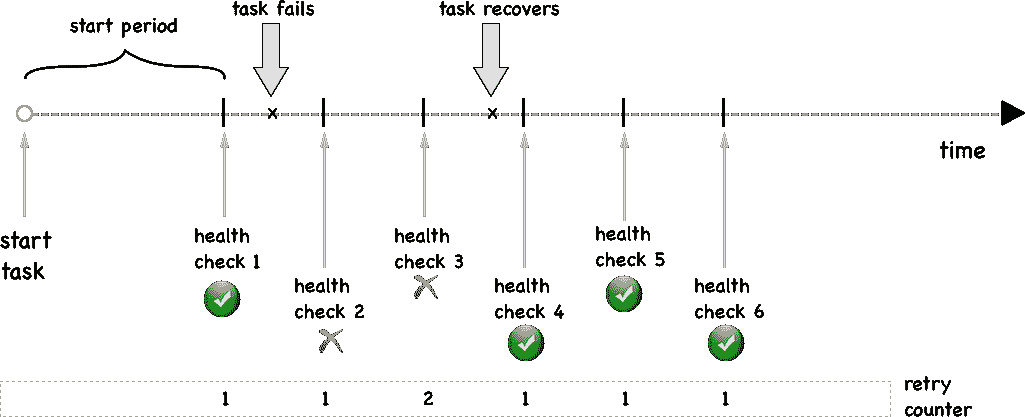 task fails
task recovers
start period
time
start
task
health
check 1
health
check 2
health
check 3
health
check 4
health
check 5
health
check 6
1
1
2
1
1
1
retry
counter